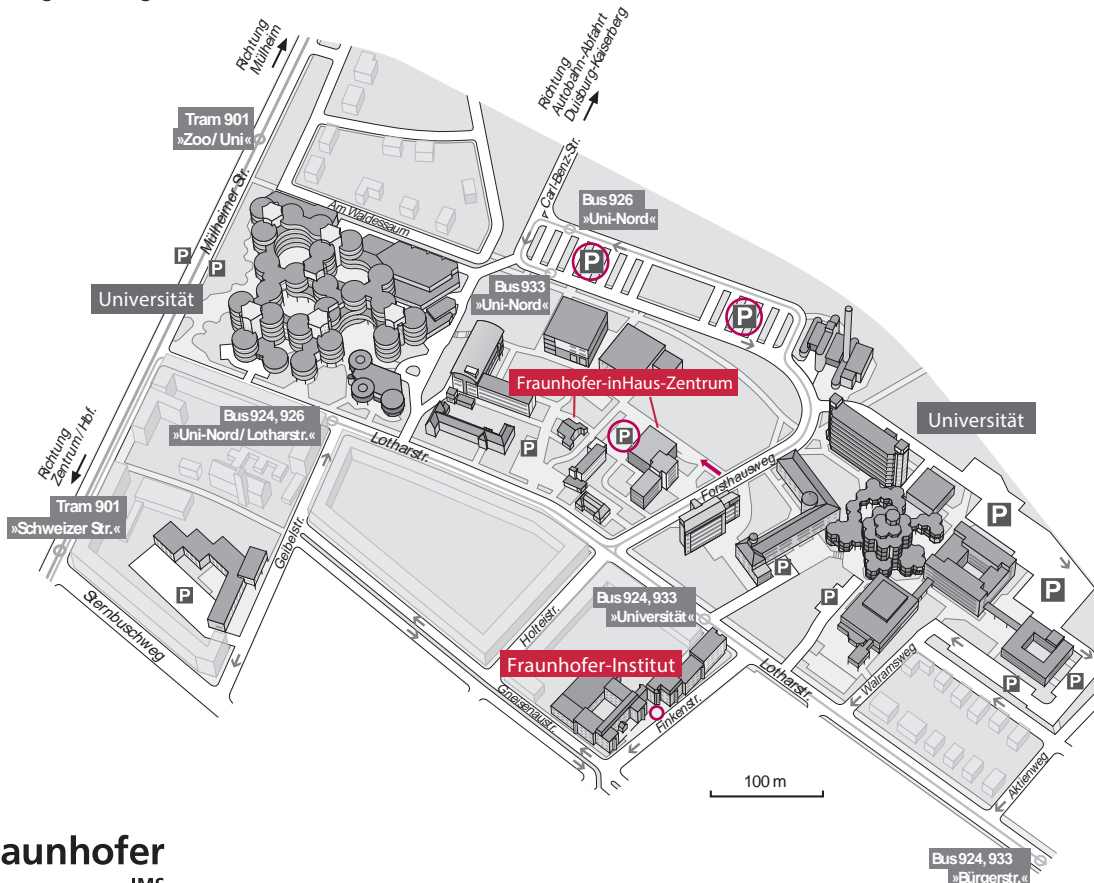 Richtung
Mülheim
Richtung
Autobahn-Abfahrt
Duisburg-Kaiserberg
Tram 901
»Zoo/ Uni«
Mülheimer Str.
Carl-Benz-Str.
Bus 926
»Uni-Nord«
Am Waldessaum
P
P
P
P
Bus 933
»Uni-Nord«
Universität
Fraunhofer-inHaus-Zentrum
Universität
Bus 924, 926
»Uni-Nord/ Lotharstr.«
Lotharstr.
P
P
Forsthausweg
Richtung
Zentrum/ Hbf.
Tram 901
»Schweizer Str.«
Geibelstr.
P
P
P
P
P
Sternbuschweg
Bus 924, 933
»Universität«
Holteistr.
Fraunhofer-Institut
Lotharstr.
Walramsweg
P
P
Gneisenaustr.
Finkenstr.
Aktienweg
100 m
aunhofer
IMS
Bus 924, 933
»Bürgerstr.«